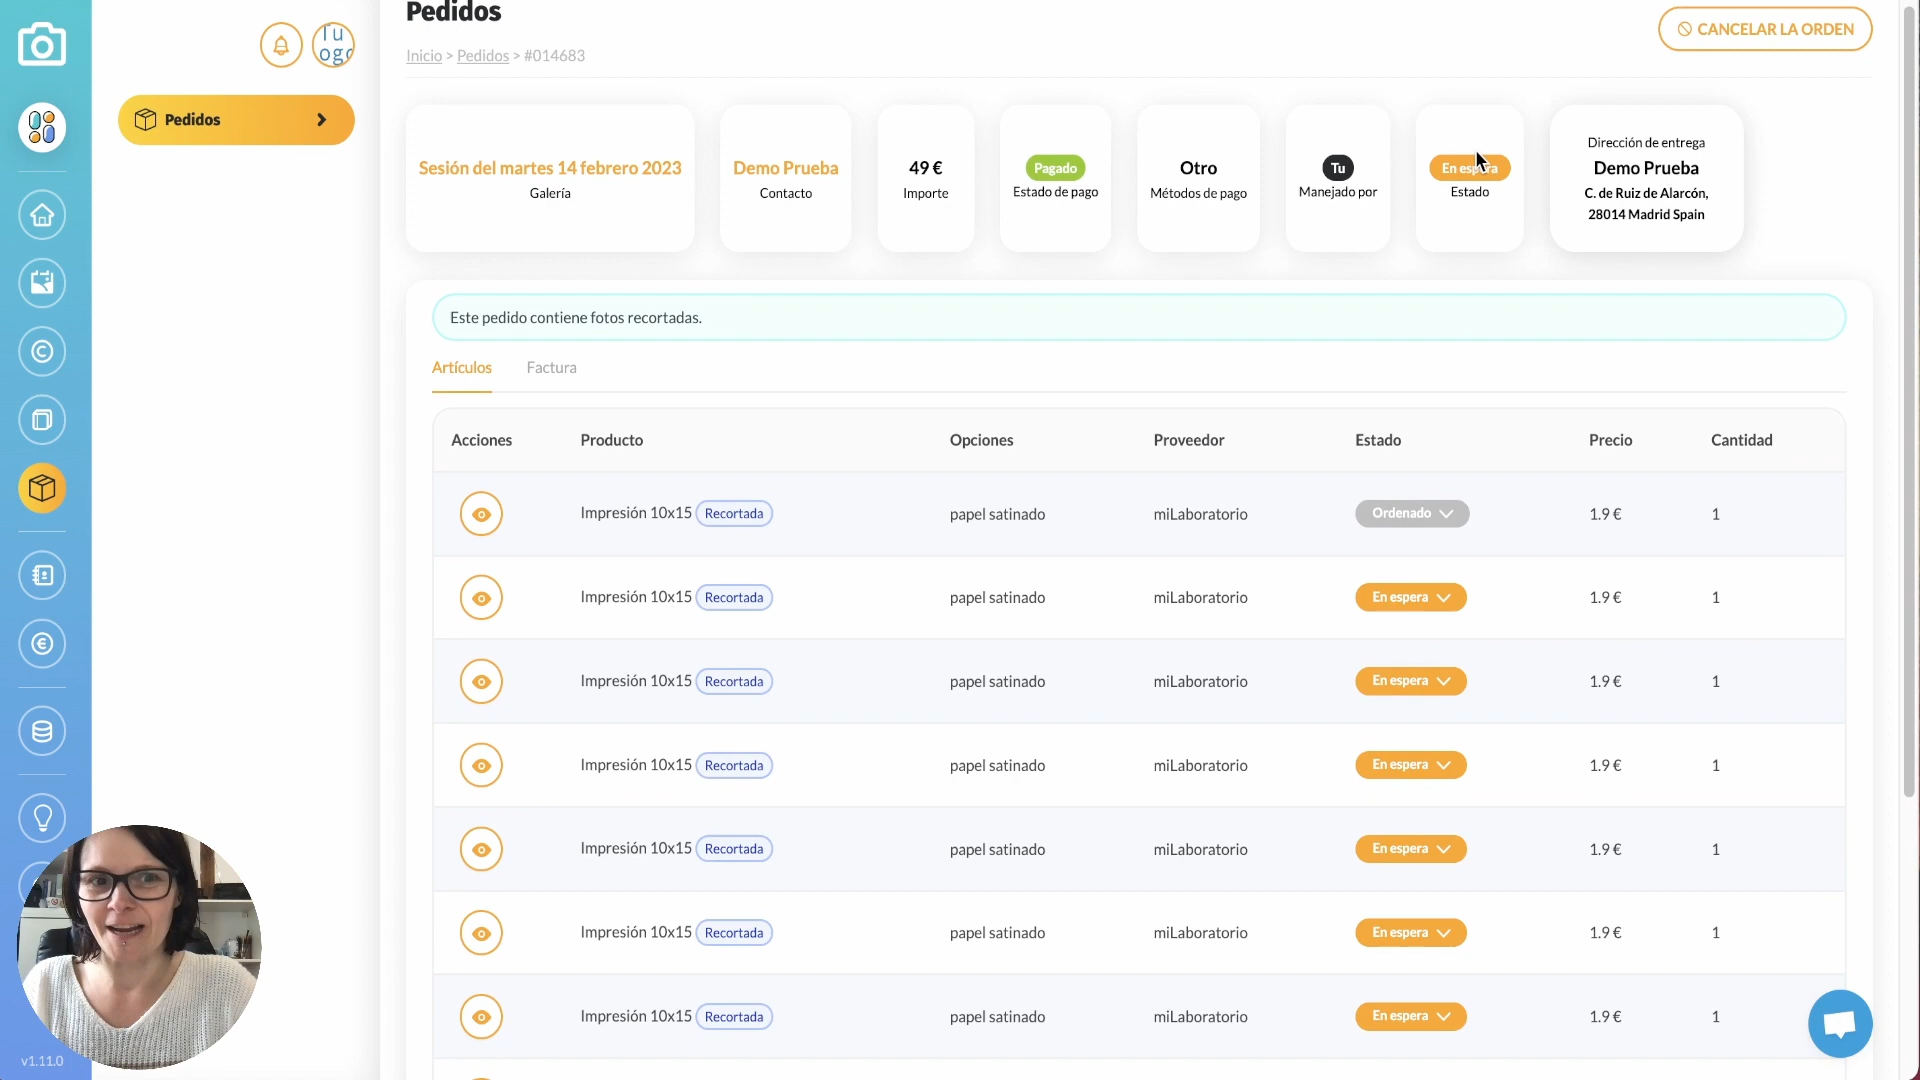 Pedidos
CANCELAR LA ORDEN
Inicio > Pedidos > #014683
Tu
ogo
Pedidos
Sesión del martes 14 febrero 2023
Galería
Demo Prueba
Contacto
49 €
Importe
Pagado
Estado de pago
Otro
Métodos de pago
Tu
Manejado por
En espera
Estado
Dirección de entrega
Demo Prueba
C. de Ruiz de Alarcón,
28014 Madrid Spain
Este pedido contiene fotos recortadas.
Artículos Factura
Acciones Producto Opciones Proveedor Estado Precio Cantidad
Impresión 10x15 Recortada papel satinado miLaboratorio Ordenado 1.9 € 1
Impresión 10x15 Recortada papel satinado miLaboratorio En espera 1.9 € 1
Impresión 10x15 Recortada papel satinado miLaboratorio En espera 1.9 € 1
Impresión 10x15 Recortada papel satinado miLaboratorio En espera 1.9 € 1
Impresión 10x15 Recortada papel satinado miLaboratorio En espera 1.9 € 1
Impresión 10x15 Recortada papel satinado miLaboratorio En espera 1.9 € 1
Impresión 10x15 Recortada papel satinado miLaboratorio En espera 1.9 € 1
v1.11.0